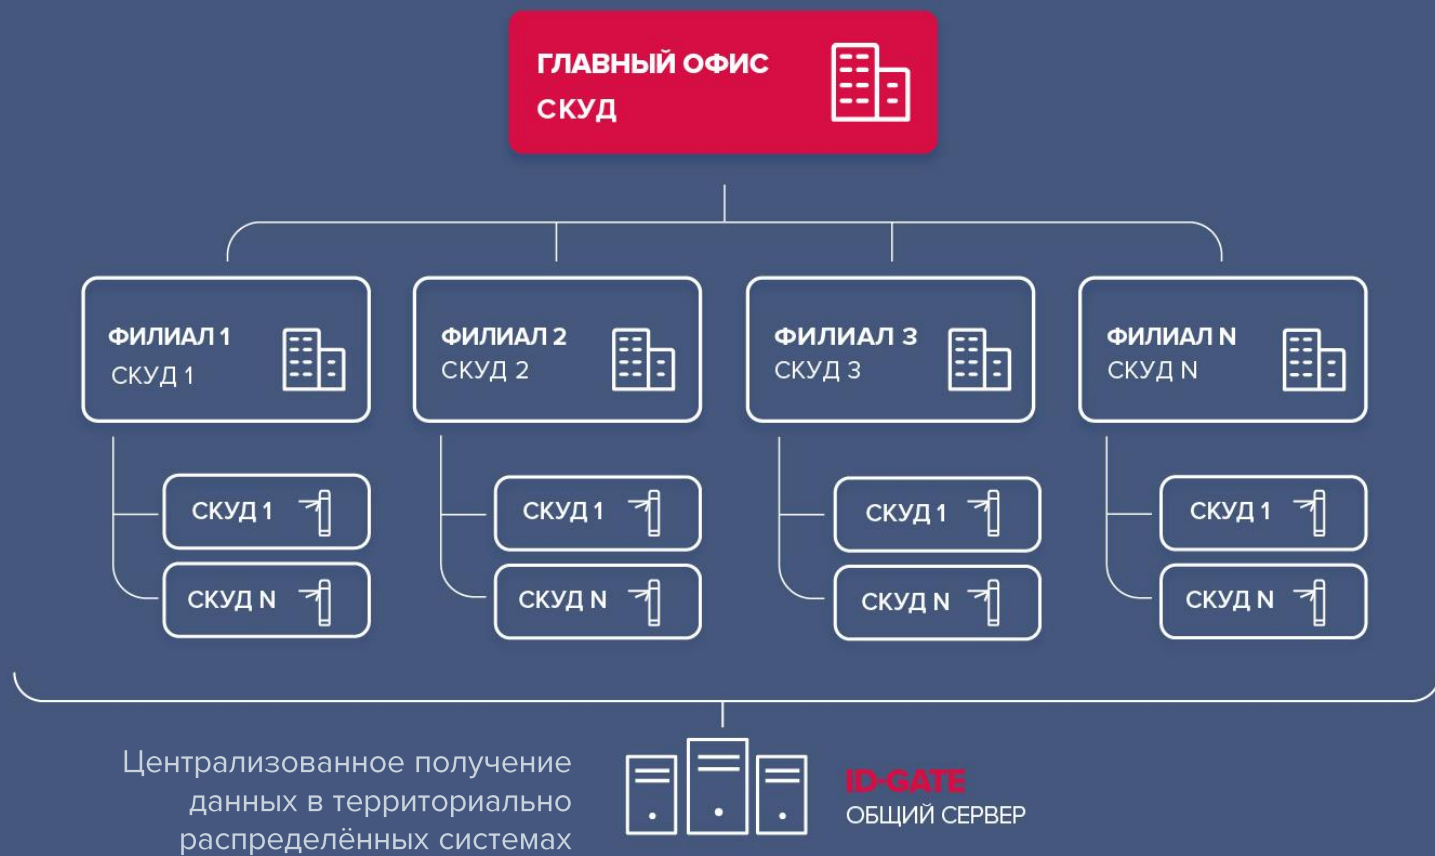 ГЛАВНЫЙ ОФИС
СКУД
ФИЛИАЛ 1
СКУД 1
ФИЛИАЛ 2
СКУД 2
ФИЛИАЛ 3
СКУД 3
ФИЛИАЛ N
СКУД N
СКУД 1
СКУД N
СКУД 1
СКУД N
СКУД 1
СКУД N
СКУД 1
СКУД N
Централизованное получение
данных в территориально
распределённых системах
ID-GATE
ОБЩИЙ СЕРВЕР